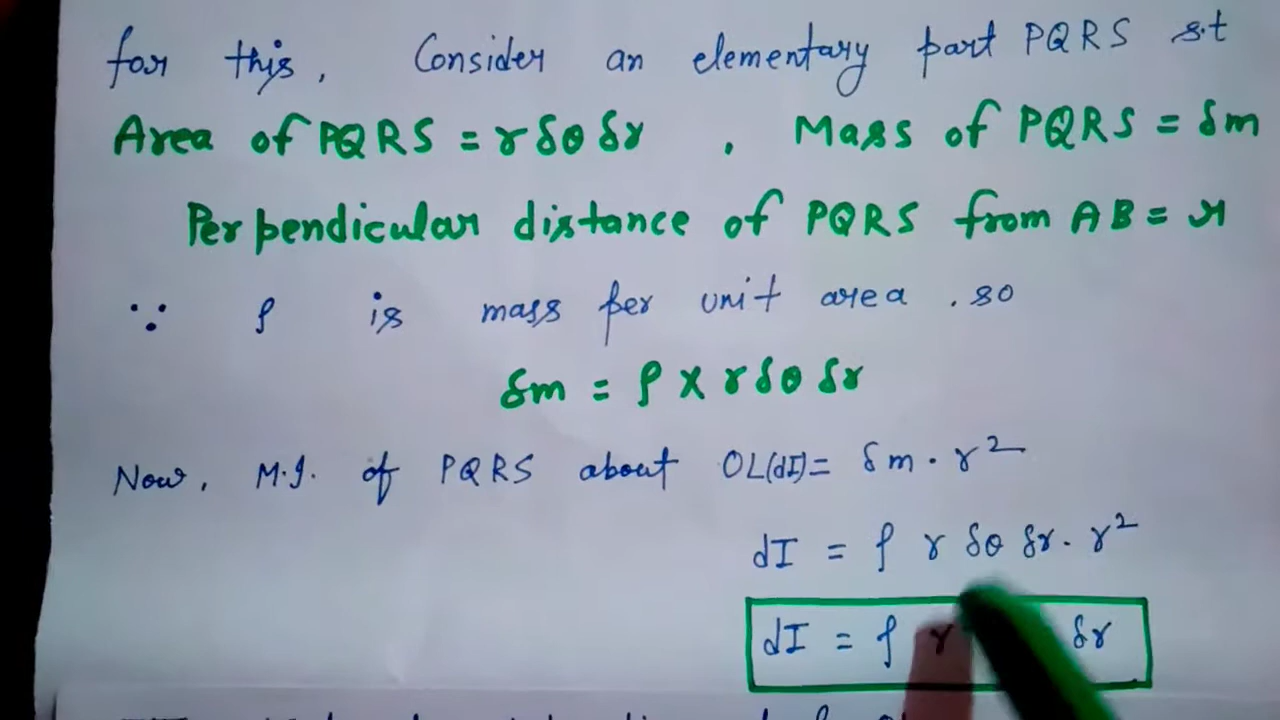 for this, Consider an elementary part PQRS s.t
Area of PQRS = r δθ δr , Mass of PQRS = δm
Perpendicular distance of PQRS from AB = r
∵ ρ is mass per unit area . so
δm = ρ × r δθ δr
Now, M.I. of PQRS about OL(dI) = δm · r²
dI = ρ r δθ δr · r²
dI = ρ r δr